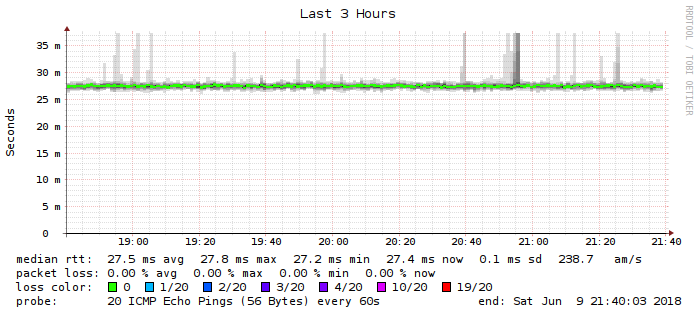 Last 3 Hours
RRDTOOL / TOBI OETIKER
Seconds
35 m
30 m
25 m
20 m
15 m
10 m
5 m
0
19:00 19:20 19:40 20:00 20:20 20:40 21:00 21:20 21:40
median rtt: 27.5 ms avg 27.8 ms max 27.2 ms min 27.4 ms now 0.1 ms sd 238.7 am/s
packet loss: 0.00 % avg 0.00 % max 0.00 % min 0.00 % now
loss color: 0 1/20 2/20 3/20 4/20 10/20 19/20
probe: 20 ICMP Echo Pings (56 Bytes) every 60s end: Sat Jun 9 21:40:03 2018